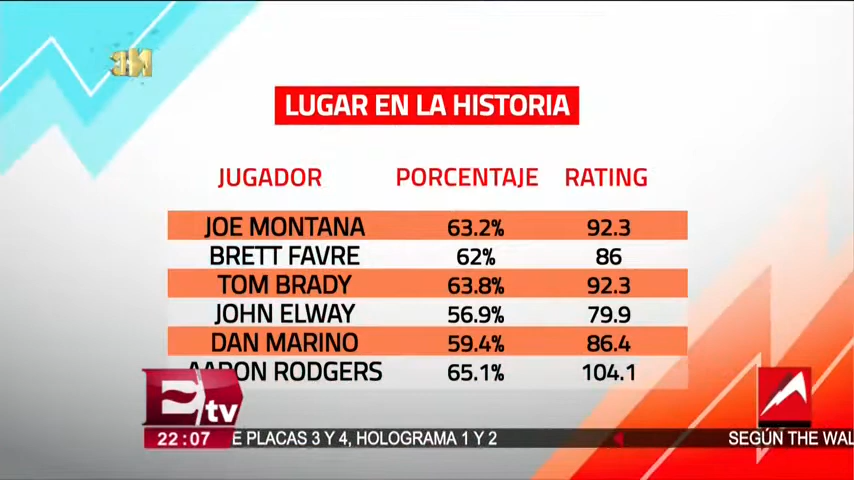 LUGAR EN LA HISTORIA
JUGADOR PORCENTAJE RATING
JOE MONTANA 63.2% 92.3
BRETT FAVRE 62% 86
TOM BRADY 63.8% 92.3
JOHN ELWAY 56.9% 79.9
DAN MARINO 59.4% 86.4
AARON RODGERS 65.1% 104.1
tv
22:07 E PLACAS 3 Y 4, HOLOGRAMA 1 Y 2 SEGÚN THE WAL